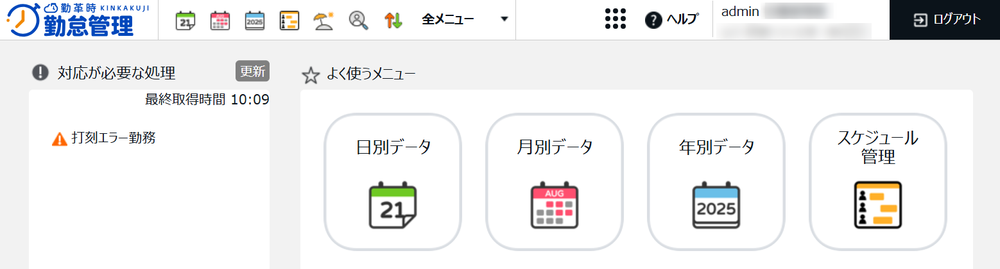 勤革時 KINKAKUJI
勤怠管理
21
AUG
2025
全メニュー
? ヘルプ
admin
ログアウト
! 対応が必要な処理
更新
よく使うメニュー
最終取得時間 10:09
打刻エラー勤務
日別データ
月別データ
年別データ
スケジュール
管理
21
AUG
2025